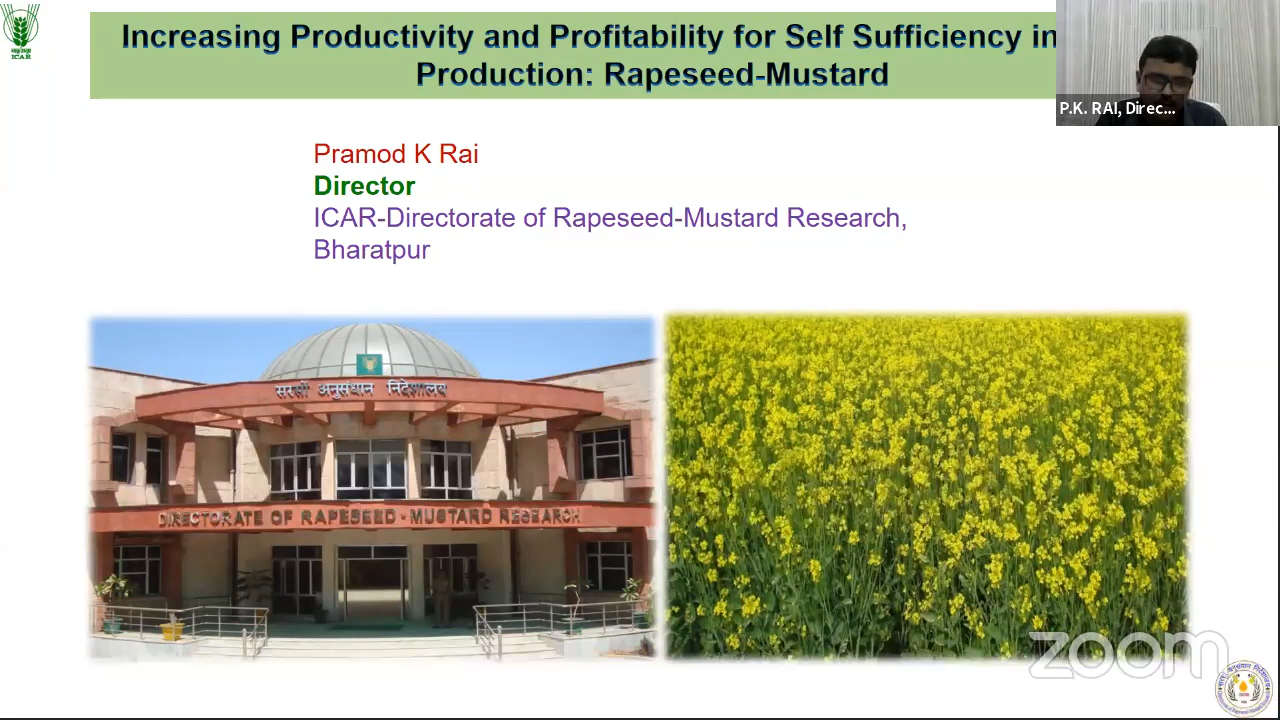 Increasing Productivity and Profitability for Self Sufficiency in
Production: Rapeseed-Mustard
P.K. RAI, Direc...
Pramod K Rai
Director
ICAR-Directorate of Rapeseed-Mustard Research,
Bharatpur
सरसों अनुसंधान निदेशालय
DIRECTORATE OF RAPESEED-MUSTARD RESEARCH
ICAR
zoom